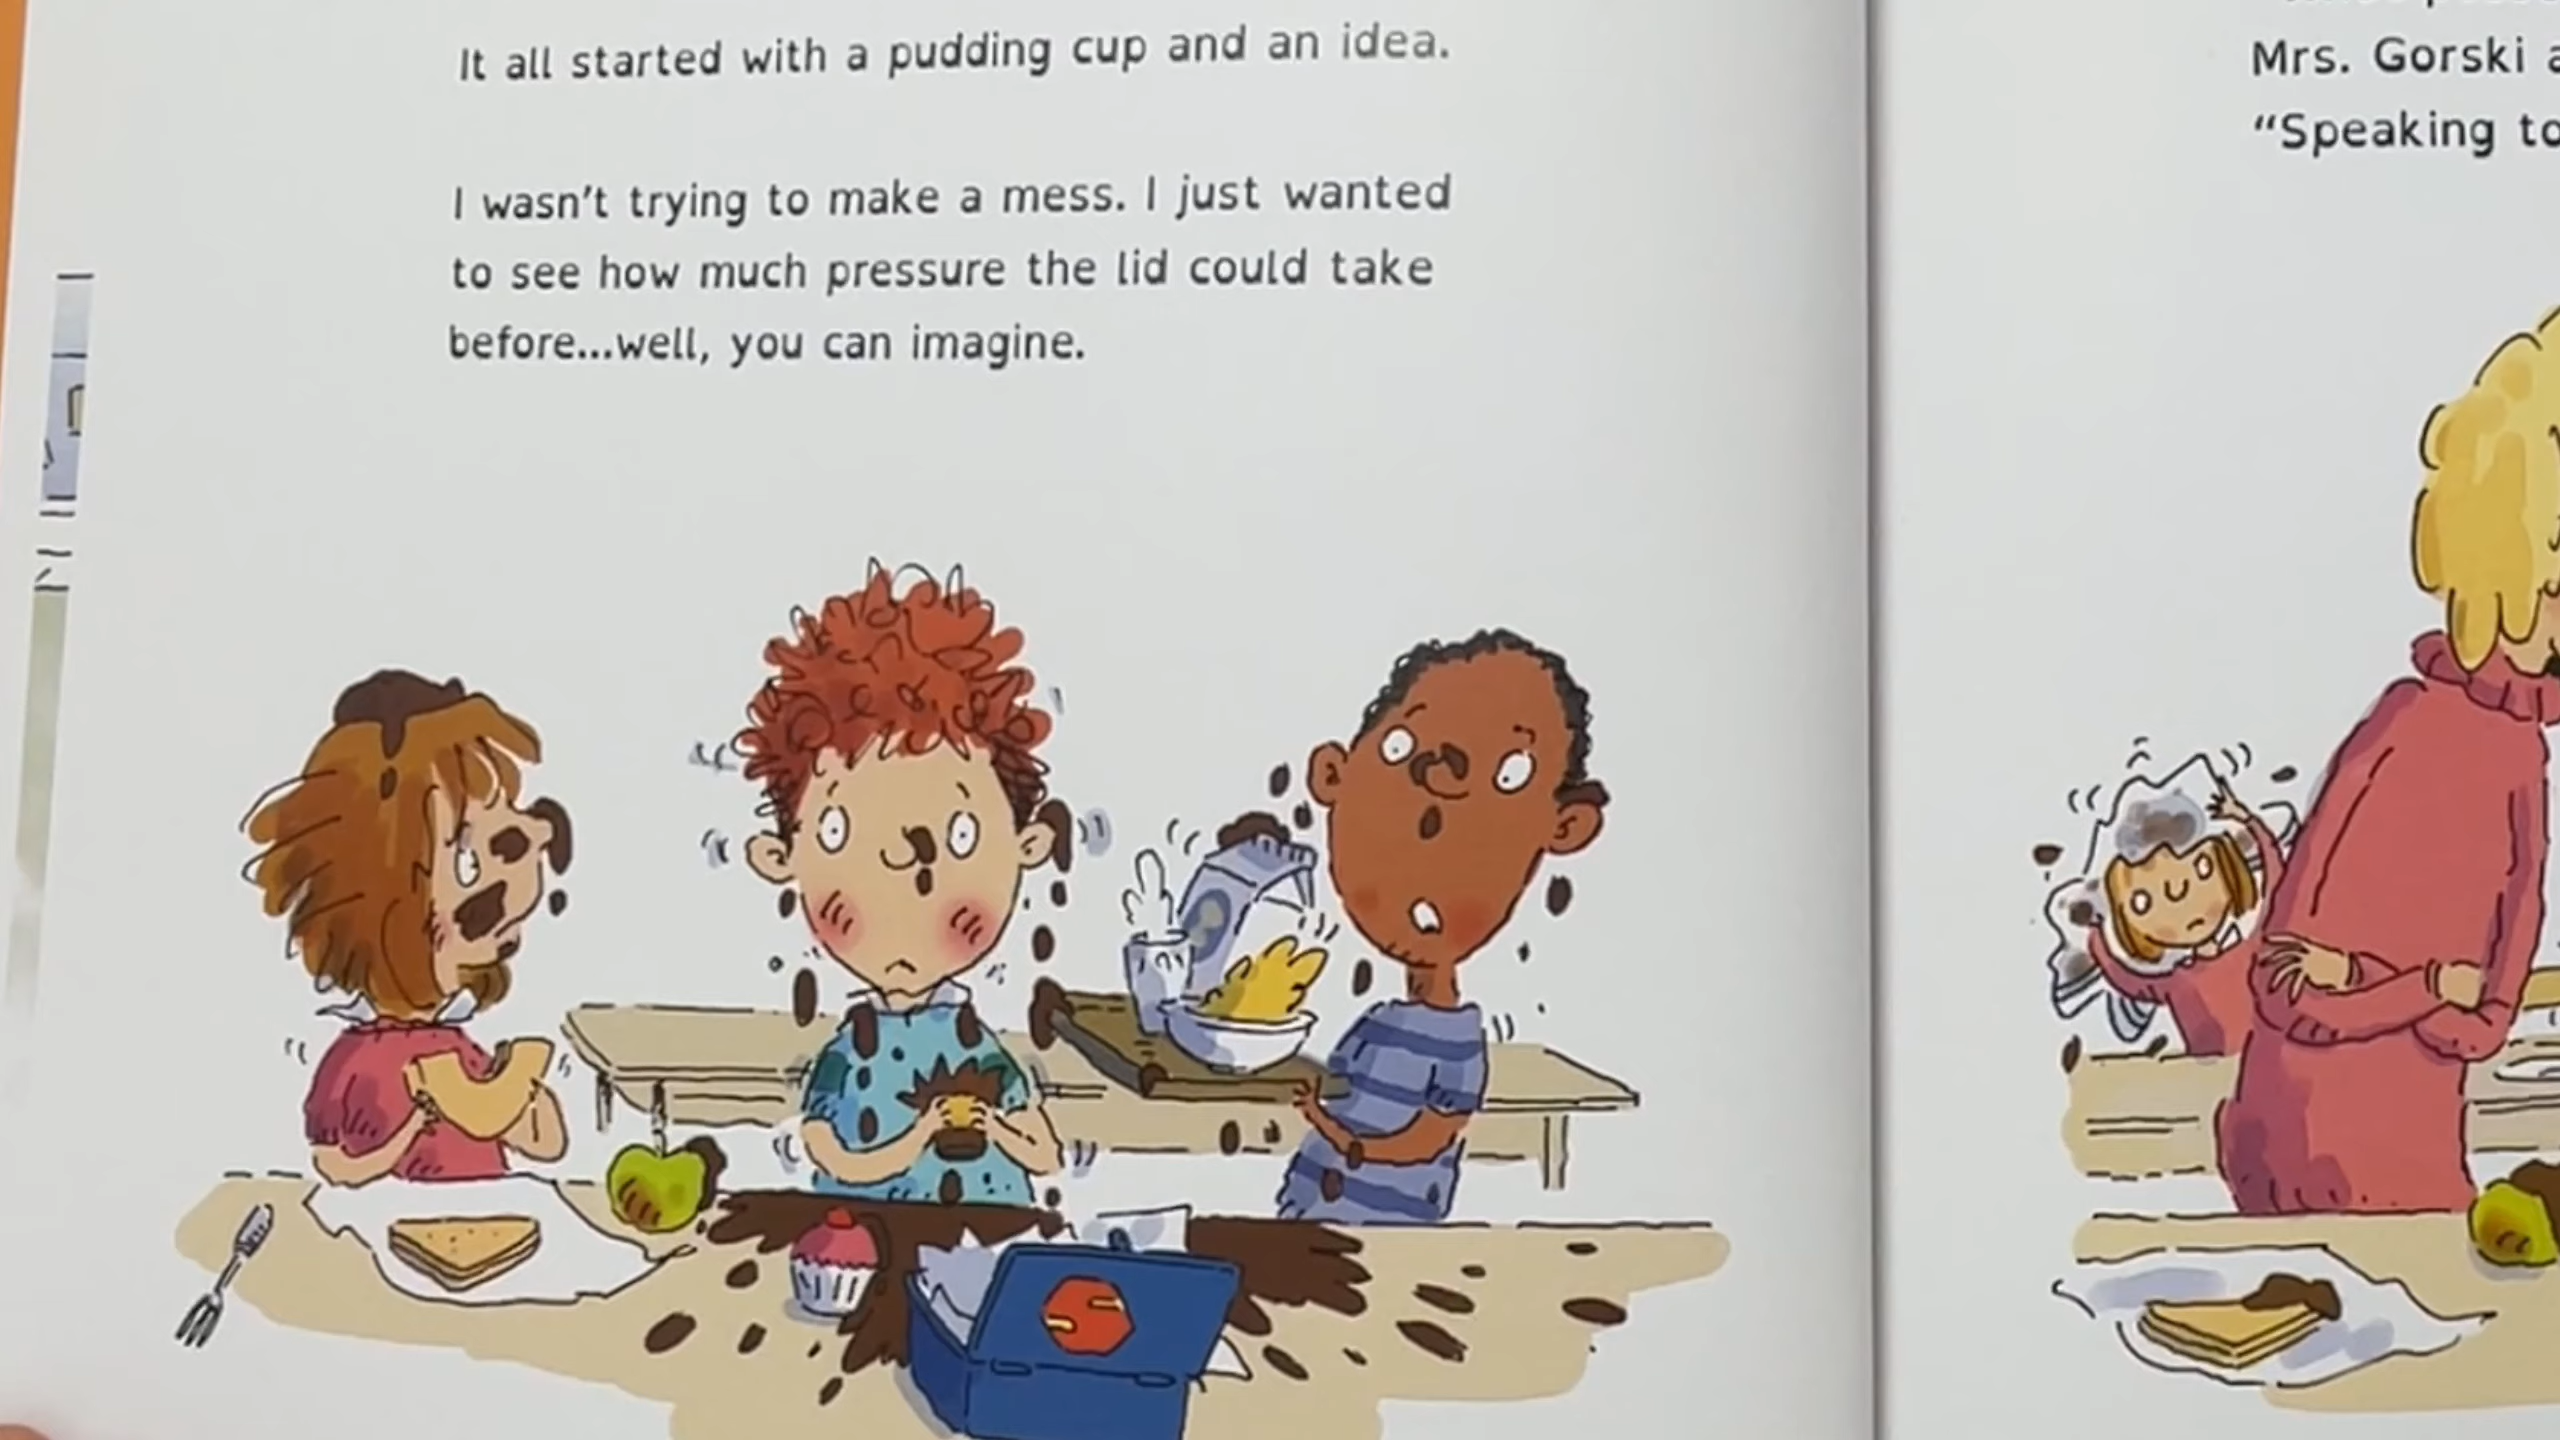 It all started with a pudding cup and an idea.
I wasn't trying to make a mess. I just wanted
to see how much pressure the lid could take
before...well, you can imagine.
Mrs. Gorski
"Speaking